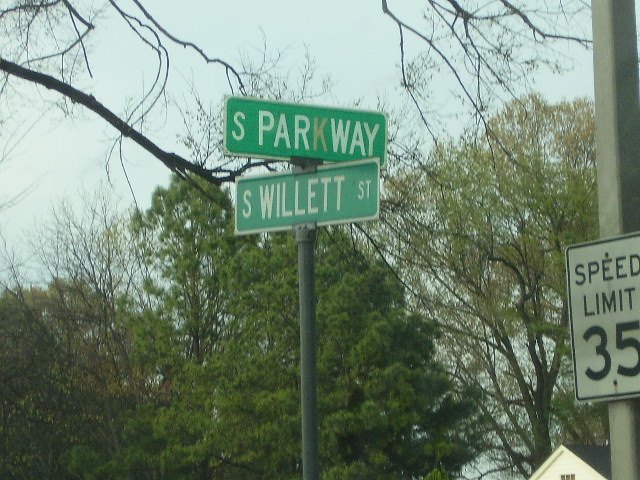 S PARKWAY
S WILLETT ST
SPEED
LIMIT
35